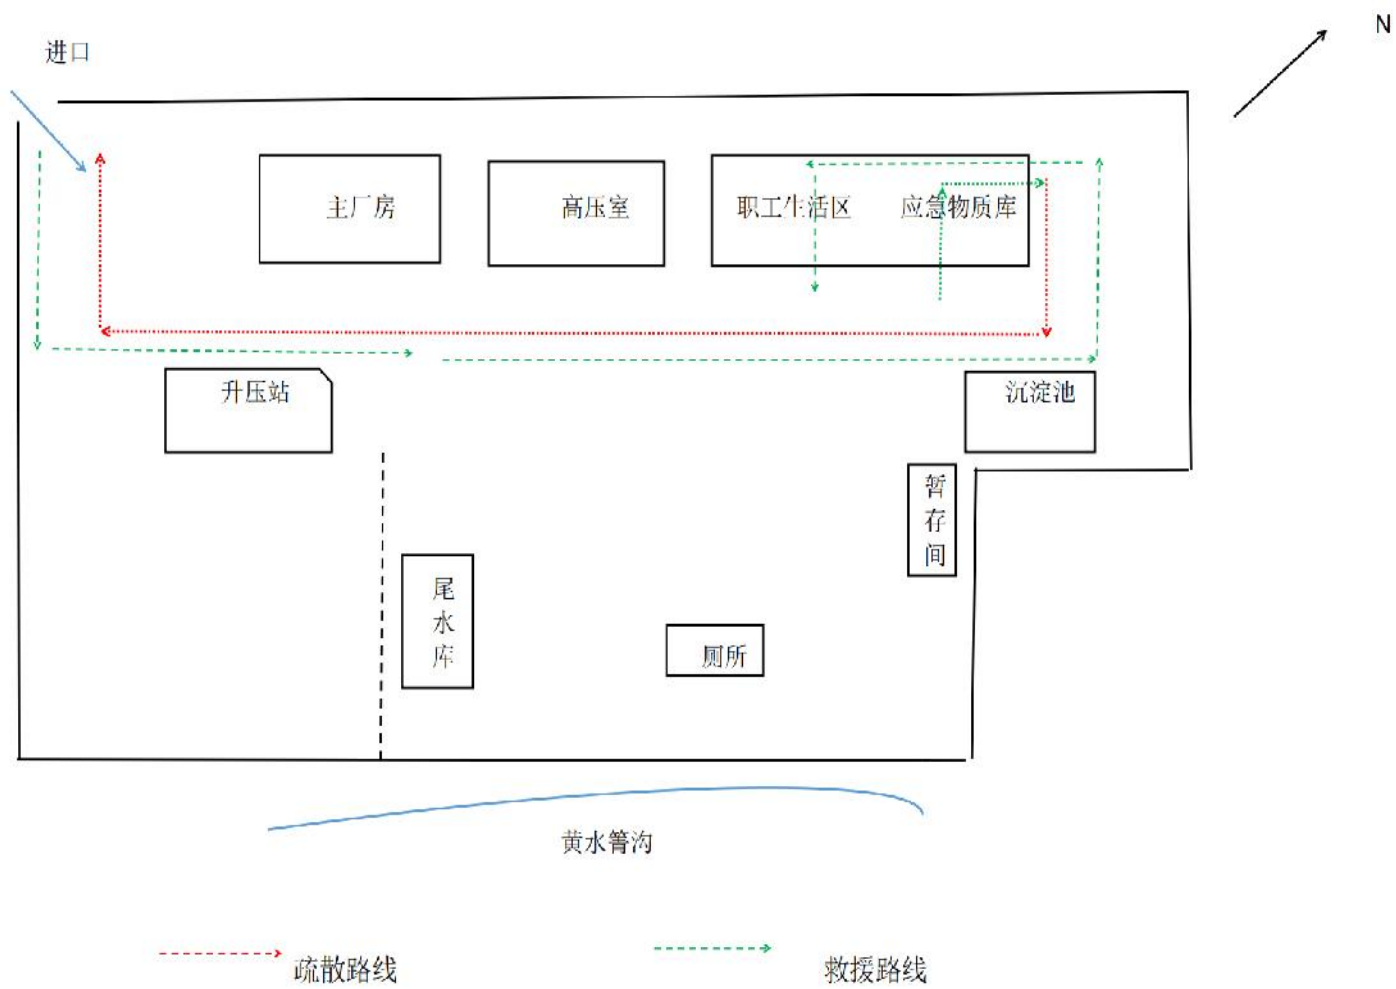 N
进口
主厂房
高压室
职工生活区
应急物质库
升压站
沉淀池
暂存间
尾水库
厕所
黄水箐沟
疏散路线
救援路线